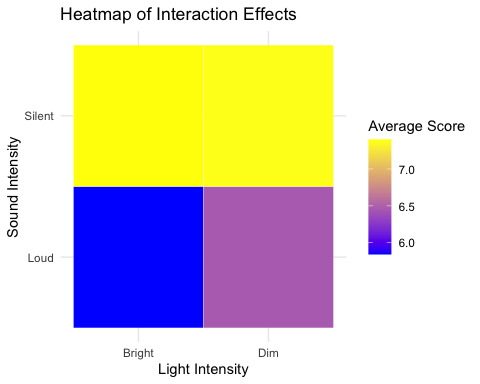 Heatmap of Interaction Effects
Silent
Loud
Sound Intensity
Bright
Dim
Light Intensity
Average Score
7.0
6.5
6.0